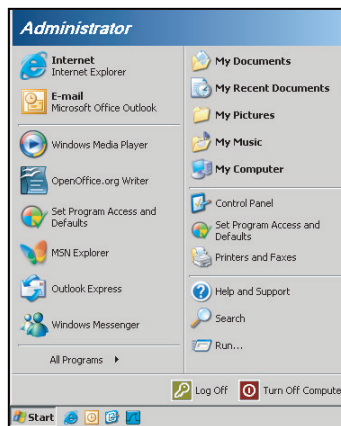 Administrator
Internet
Internet Explorer
E-mail
Microsoft Office Outlook
Windows Media Player
OpenOffice.org Writer
Set Program Access and
Defaults
MSN Explorer
Outlook Express
Windows Messenger
All Programs
My Documents
My Recent Documents
My Pictures
My Music
My Computer
Control Panel
Set Program Access and
Defaults
Printers and Faxes
Help and Support
Search
Run...
Log Off
Turn Off Compute
Start